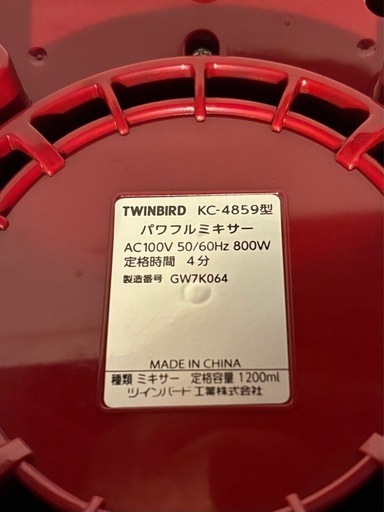 TWINBIRD KC-4859型
パワフルミキサー
AC100V 50/60Hz 800W
定格時間 4分
製造番号 GW7K064
MADE IN CHINA
種類 ミキサー 定格容量 1200ml
ツインバード工業株式会社